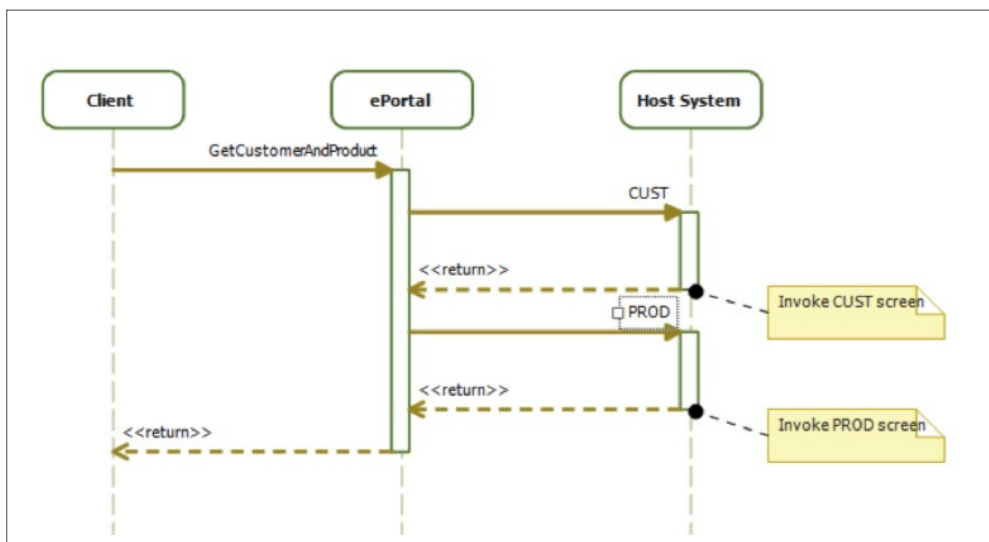 Client
ePortal
Host System
GetCustomerAndProduct
CUST
<<return>>
Invoke CUST screen
PROD
<<return>>
Invoke PROD screen
<<return>>